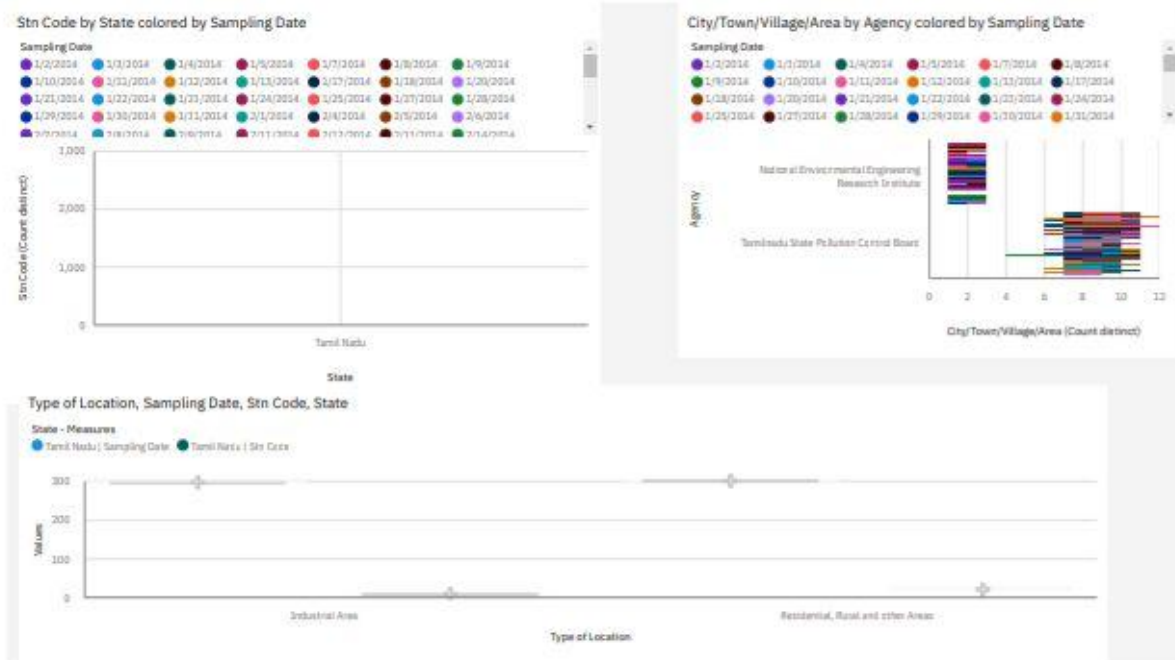 Stn Code by State colored by Sampling Date
Sampling Date
1/2/2014 1/3/2014 1/4/2014 1/5/2014 1/7/2014 1/8/2014 1/9/2014
1/10/2014 1/11/2014 1/12/2014 1/13/2014 1/17/2014 1/18/2014 1/20/2014
1/21/2014 1/22/2014 1/23/2014 1/24/2014 1/25/2014 1/27/2014 1/28/2014
1/29/2014 1/30/2014 1/31/2014 2/1/2014 2/4/2014 2/5/2014 2/6/2014
3,000
2,000
1,000
0
Stn Code (Count distinct)
Tamil Nadu
State
City/Town/Village/Area by Agency colored by Sampling Date
Sampling Date
1/2/2014 1/3/2014 1/4/2014 1/5/2014 1/7/2014 1/8/2014
1/9/2014 1/10/2014 1/11/2014 1/12/2014 1/13/2014 1/17/2014
1/18/2014 1/20/2014 1/21/2014 1/22/2014 1/23/2014 1/24/2014
1/25/2014 1/27/2014 1/28/2014 1/29/2014 1/30/2014 1/31/2014
Agency
National Environmental Engineering
Research Institute
Tamilnadu State Pollution Control Board
0 2 4 6 8 10 12
City/Town/Village/Area (Count distinct)
Type of Location, Sampling Date, Stn Code, State
State - Measures
Tamil Nadu | Sampling Date Tamil Nadu | Stn Code
300
200
100
0
Values
Industrial Area Residential, Rural and other Areas
Type of Location